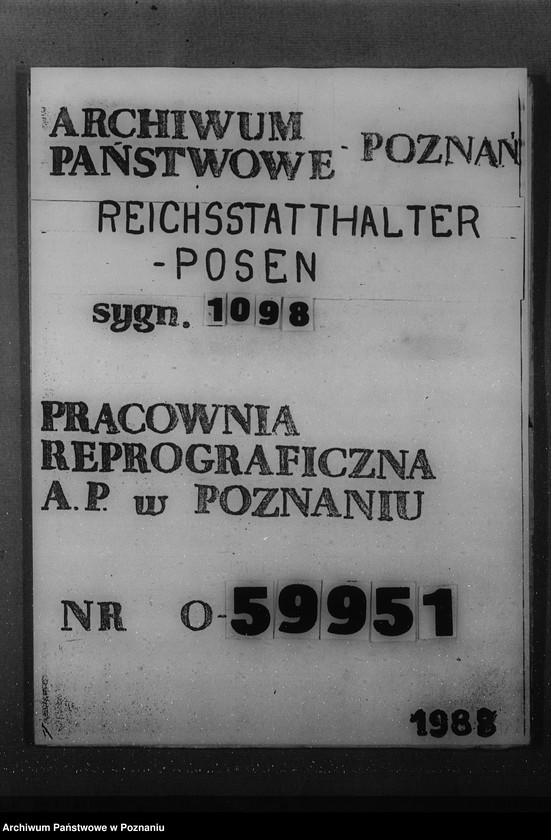 ARCHIWUM
PAŃSTWOWE - POZNAŃ
REICHSSTATTHALTER
-POSEN
sygn. 1098
PRACOWNIA
REPROGRAFICZNA
A.P. w POZNANIU
NR O-59951
1988
Archiwum Państwowe w Poznaniu